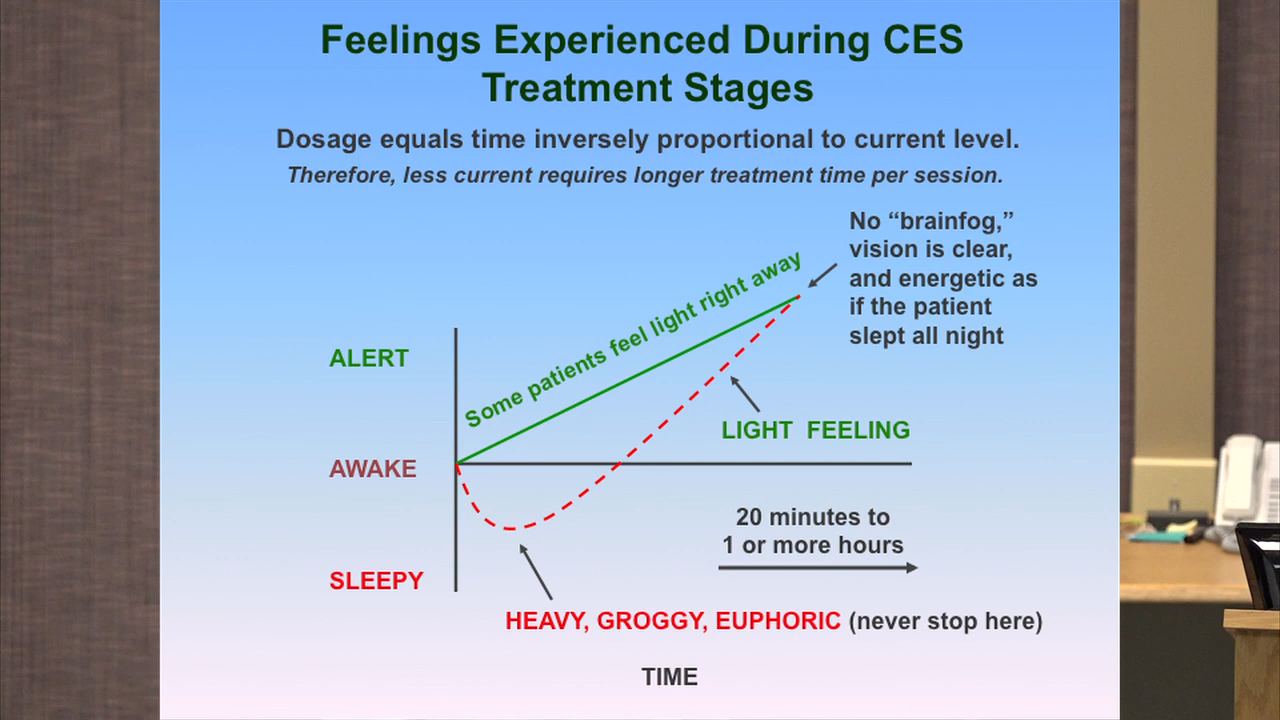 Feelings Experienced During CES
Treatment Stages
Dosage equals time inversely proportional to current level.
Therefore, less current requires longer treatment time per session.
No “brainfog,”
vision is clear,
and energetic as
if the patient
slept all night
Some patients feel light right away
ALERT
LIGHT FEELING
AWAKE
20 minutes to
1 or more hours
SLEEPY
HEAVY, GROGGY, EUPHORIC (never stop here)
TIME